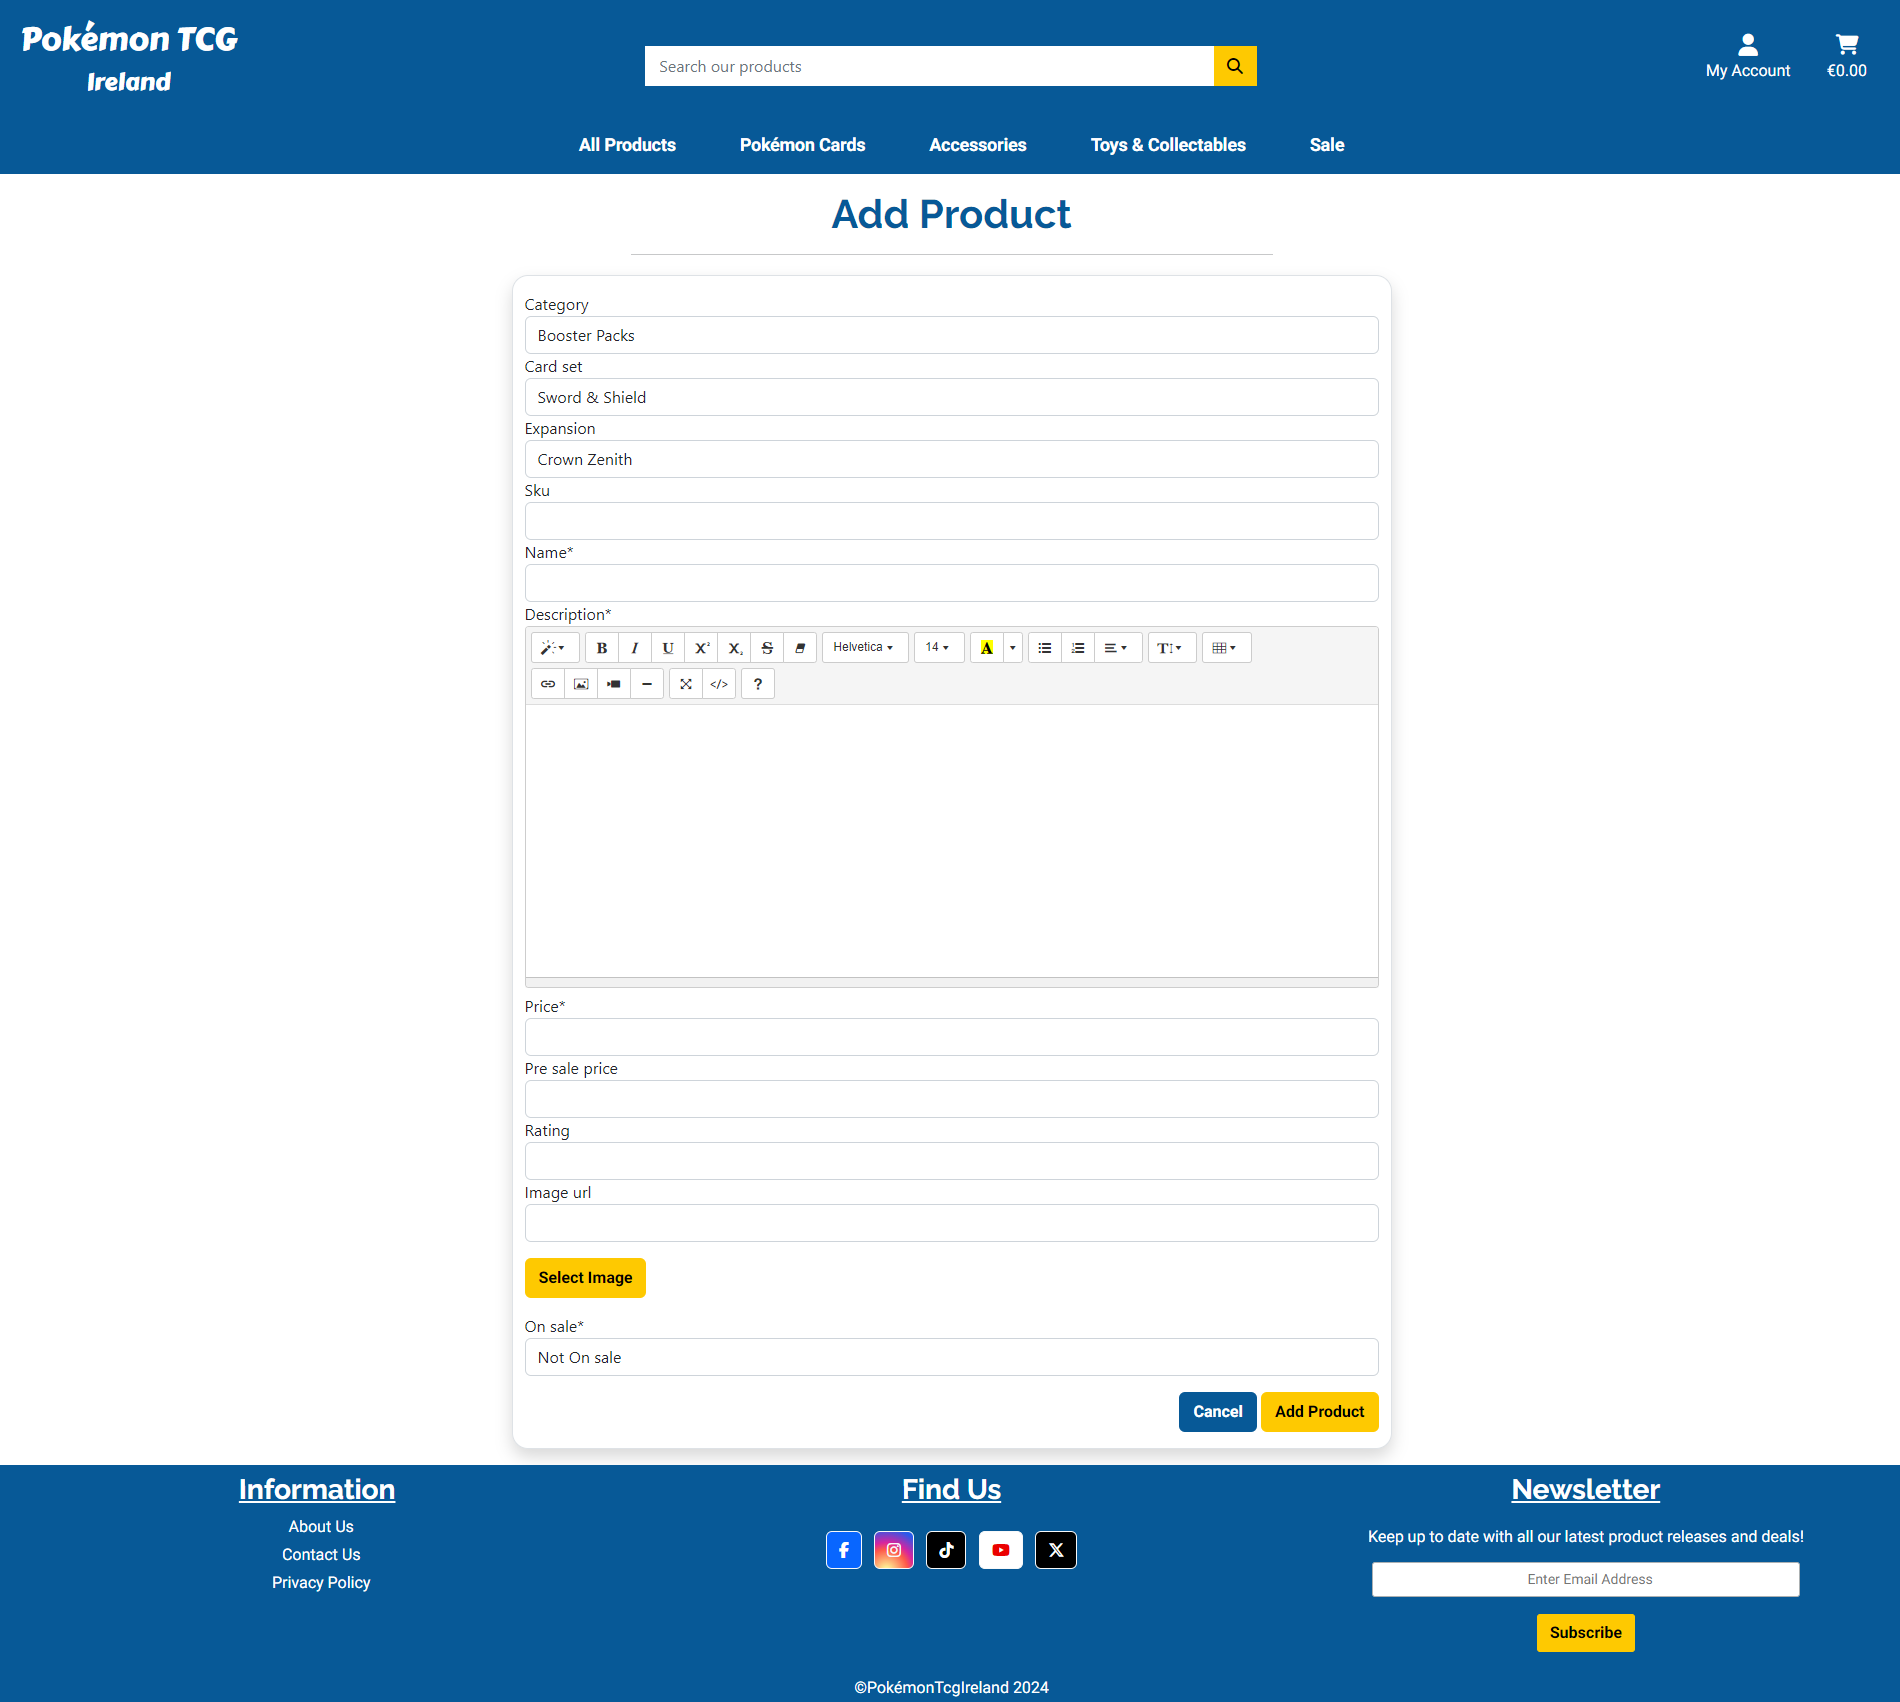 Pokémon TCG
Ireland
Search our products
My Account
€0.00
All Products Pokémon Cards Accessories Toys & Collectables Sale
Add Product
Category
Booster Packs
Card set
Sword & Shield
Expansion
Crown Zenith
Sku
Name*
Description*
B I U X² X₂ S Helvetica 14 A T
</> ?
Price*
Pre sale price
Rating
Image url
Select Image
On sale*
Not On sale
Cancel Add Product
Information
About Us
Contact Us
Privacy Policy
Find Us
Newsletter
Keep up to date with all our latest product releases and deals!
Enter Email Address
Subscribe
©PokémonTcgIreland 2024